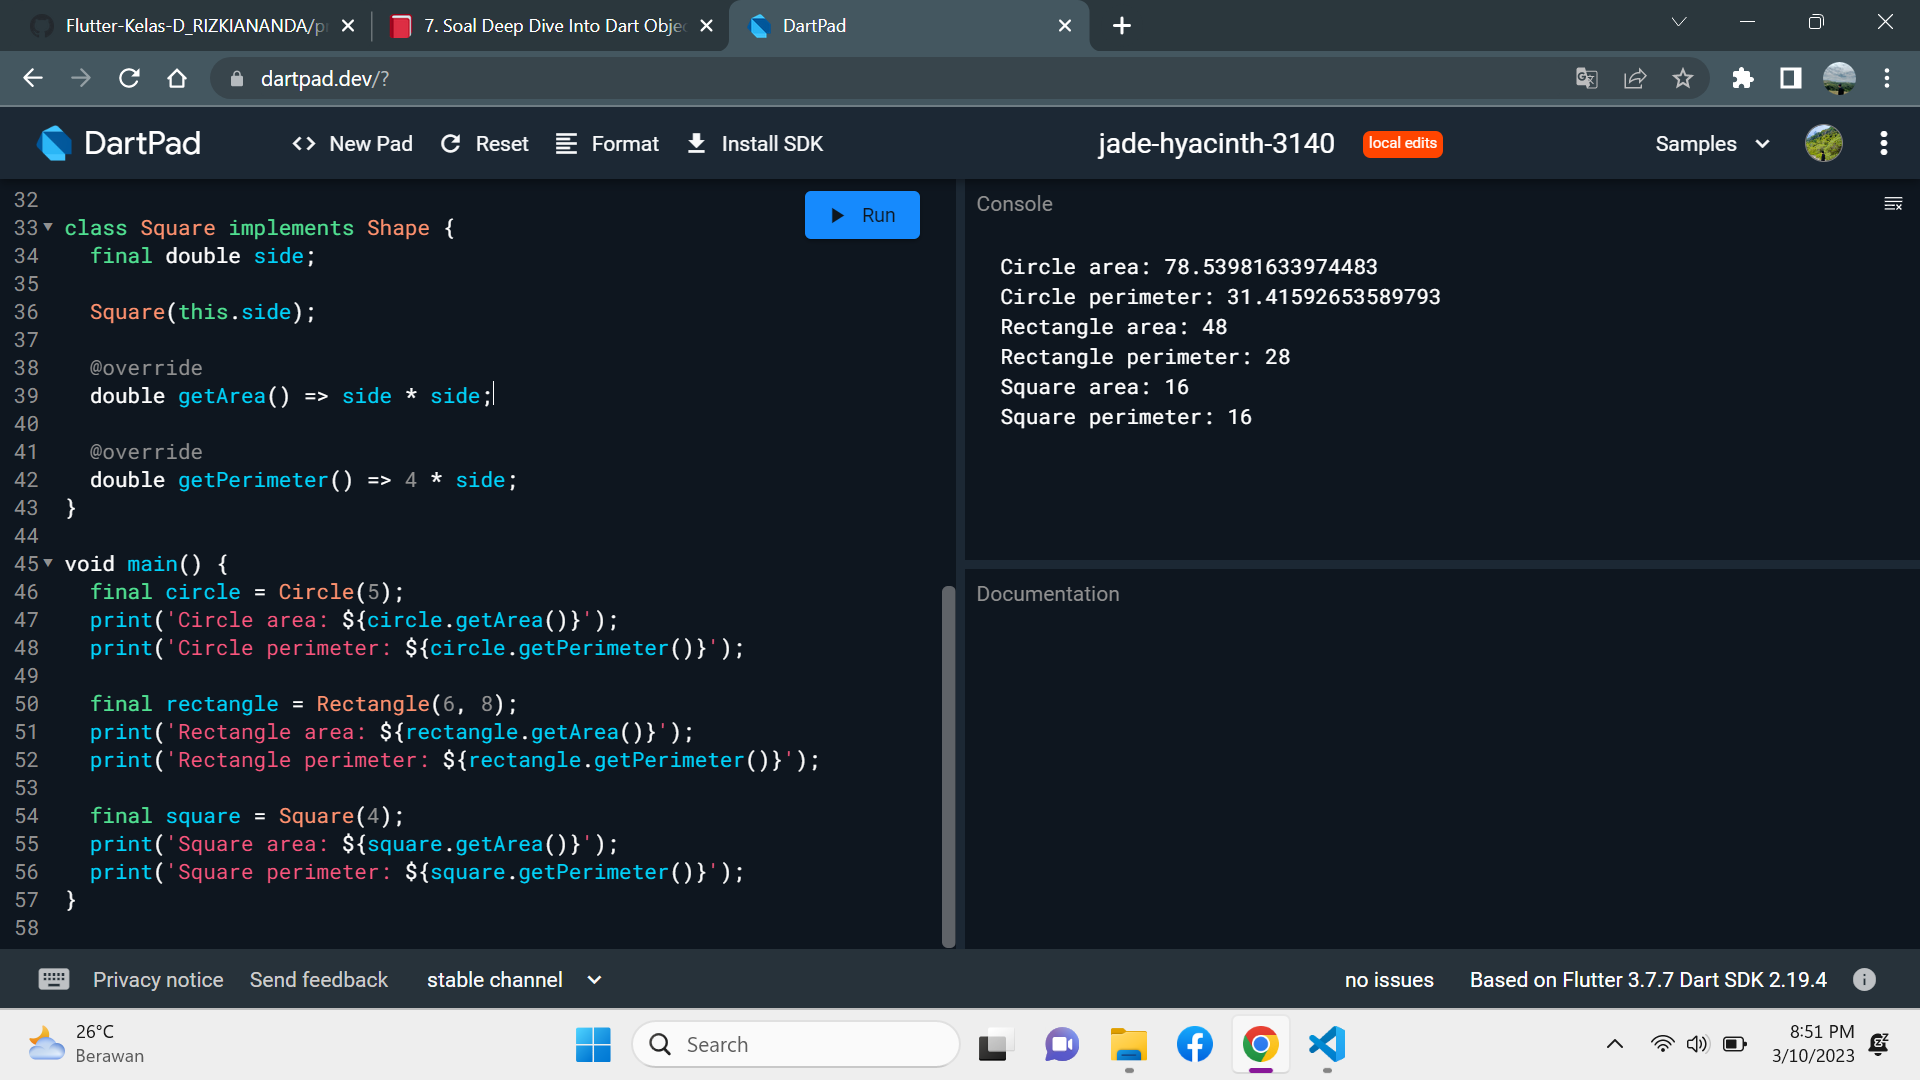 Flutter-Kelas-D_RIZKIANANDA/p
7. Soal Deep Dive Into Dart Obje
DartPad
dartpad.dev/?
DartPad
<> New Pad
Reset
Format
Install SDK
jade-hyacinth-3140
local edits
Samples
Run
32
33 class Square implements Shape {
34 final double side;
35
36 Square(this.side);
37
38 @override
39 double getArea() => side * side;
40
41 @override
42 double getPerimeter() => 4 * side;
43 }
44
45 void main() {
46 final circle = Circle(5);
47 print('Circle area: ${circle.getArea()}');
48 print('Circle perimeter: ${circle.getPerimeter()}');
49
50 final rectangle = Rectangle(6, 8);
51 print('Rectangle area: ${rectangle.getArea()}');
52 print('Rectangle perimeter: ${rectangle.getPerimeter()}');
53
54 final square = Square(4);
55 print('Square area: ${square.getArea()}');
56 print('Square perimeter: ${square.getPerimeter()}');
57 }
58
Console
Circle area: 78.53981633974483
Circle perimeter: 31.41592653589793
Rectangle area: 48
Rectangle perimeter: 28
Square area: 16
Square perimeter: 16
Documentation
Privacy notice
Send feedback
stable channel
no issues
Based on Flutter 3.7.7 Dart SDK 2.19.4
26°C
Berawan
Search
8:51 PM
3/10/2023